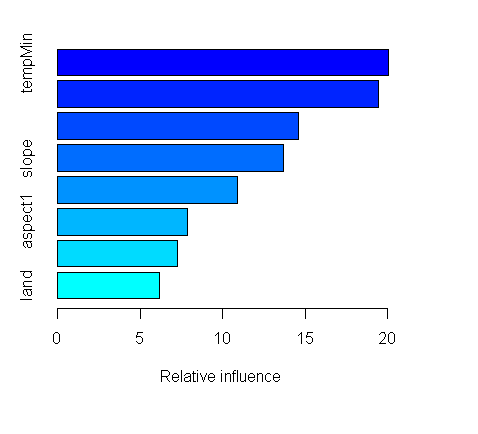 tempMin
slope
aspect1
land
0 5 10 15 20
Relative influence